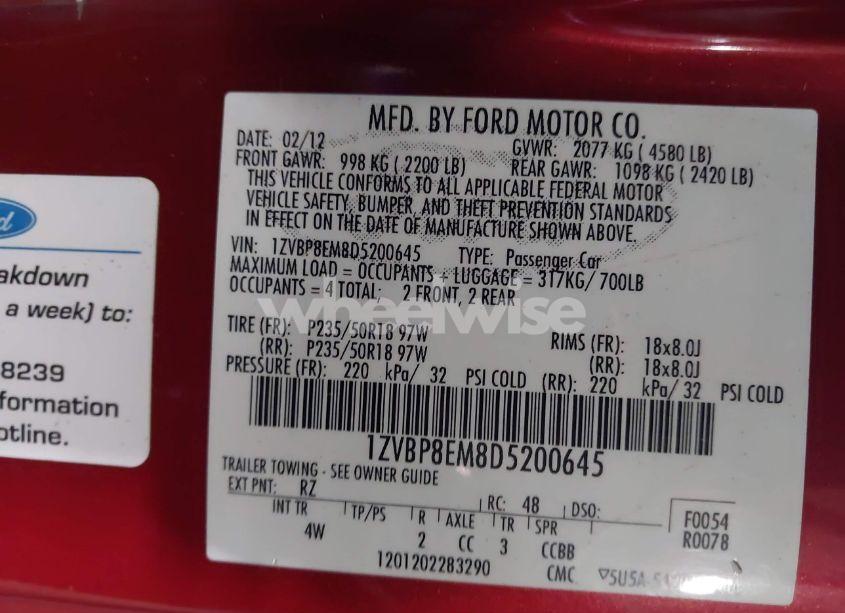 MFD. BY FORD MOTOR CO.
DATE: 02/12 GVWR: 2077 KG ( 4580 LB)
FRONT GAWR: 998 KG ( 2200 LB) REAR GAWR: 1098 KG ( 2420 LB)
THIS VEHICLE CONFORMS TO ALL APPLICABLE FEDERAL MOTOR
VEHICLE SAFETY, BUMPER, AND THEFT PREVENTION STANDARDS
IN EFFECT ON THE DATE OF MANUFACTURE SHOWN ABOVE.
VIN: 1ZVBP8EM8D5200645 TYPE: Passenger Car
MAXIMUM LOAD = OCCUPANTS + LUGGAGE = 317KG/ 700LB
OCCUPANTS = 4 TOTAL: 2 FRONT, 2 REAR
wheelwise
TIRE (FR): P235/50R18 97W RIMS (FR): 18x8.0J
(RR): P235/50R18 97W (RR): 18x8.0J
PRESSURE (FR): 220 kPa/ 32 PSI COLD (RR): 220 kPa/ 32 PSI COLD
1ZVBP8EM8D5200645
TRAILER TOWING - SEE OWNER GUIDE
EXT PNT: RZ RC: 48 DSO:
INT TR TP/PS R AXLE TR SPR F0054
4W 2 CC 3 CCBB R0078
1201202283290 CMC ▽5U5A-
Ford
akdown
a week) to:
8239
formation
otline.